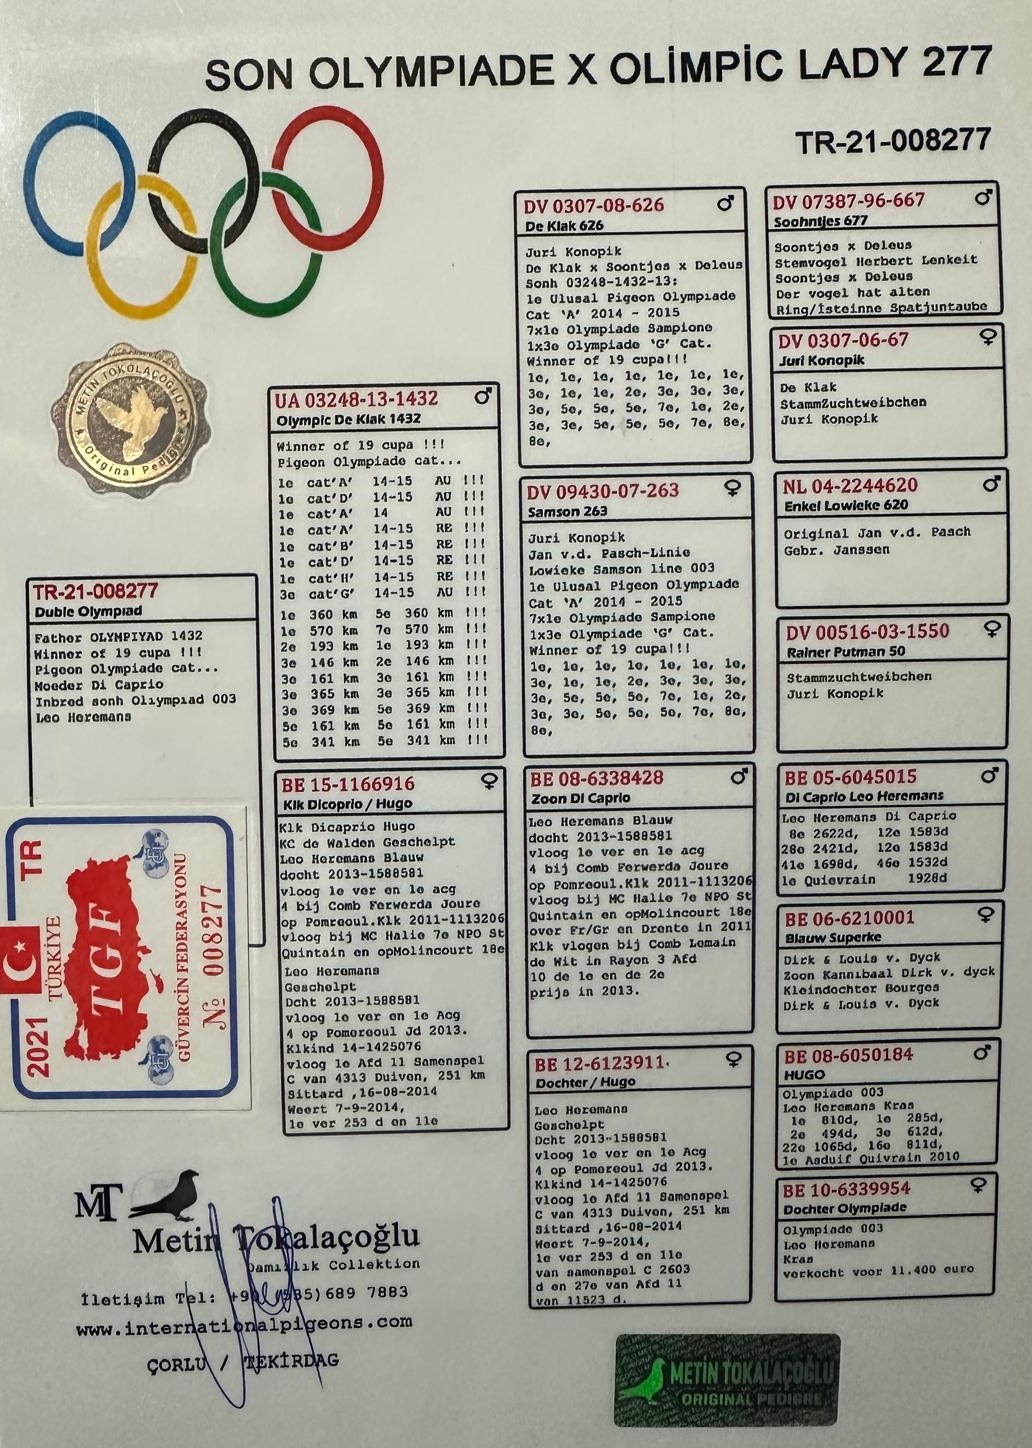 SON OLYMPIADE X OLİMPİC LADY 277
TR-21-008277
METİN TOKALAÇOĞLU
Original Pedigre
TR-21-008277
Duble Olympiad
Father OLYMPIYAD 1432
Winner of 19 cupa !!!
Pigeon Olympiade cat...
Moeder Di Caprio
Inbred sonh Olimpiad 003
Leo Heremans
UA 03248-13-1432
Olympic De Klak 1432
Winner of 19 cupa !!!
Pigeon Olympiade cat...
1e cat'A' 14-15 AU !!!
1e cat'D' 14-15 AU !!!
1e cat'A' 14 AU !!!
1e cat'A' 14-15 RE !!!
1e cat'B' 14-15 RE !!!
1e cat'D' 14-15 RE !!!
1e cat'H' 14-15 RE !!!
3e cat'G' 14-15 AU !!!
1e 360 km 5e 360 km !!!
1e 570 km 7e 570 km !!!
2e 193 km 1e 193 km !!!
3e 146 km 2e 146 km !!!
3e 161 km 3e 161 km !!!
3e 365 km 3e 365 km !!!
3e 369 km 5e 369 km !!!
5e 161 km 5e 161 km !!!
5e 341 km 5e 341 km !!!
BE 15-1166916
Klk Dicoprio / Hugo
Klk Dicaprio Hugo
KC de Walden Geschelpt
Leo Heremans Blauw
docht 2013-1588581
vloog 1e ver en 1e acg
4 bij Comb Ferwerda Joure
op Pomreoul.Klk 2011-1113206
vloog bij MC Halie 7e NPO St
Quintain en opMolincourt 18e
Leo Heremans
Geschelpt
Dcht 2013-1588581
vloog 1e ver en 1e Acg
4 op Pomereoul Jd 2013.
Klkind 14-1425076
vloog 1e Afd 11 Samenspel
C van 4313 Duiven, 251 km
Sittard ,16-08-2014
Weert 7-9-2014,
1e ver 253 d en 11e
DV 0307-08-626
De Klak 626
Juri Konopik
De Klak x Soontjes x Deleus
Sonh 03248-1432-13:
1e Ulusal Pigeon Olympiade
Cat 'A' 2014 - 2015
7x1e Olympiade Sampione
1x3e Olympiade 'G' Cat.
Winner of 19 cupa!!!
1e, 1e, 1e, 1e, 1e, 1e, 1e,
3e, 1e, 1e, 2e, 3e, 3e, 3e,
3e, 5e, 5e, 5e, 7e, 1e, 2e,
3e, 3e, 5e, 5e, 5e, 7e, 8e,
8e,
DV 09430-07-263
Samson 263
Juri Konopik
Jan v.d. Pasch-Linie
Lowieke Samson line 003
1e Ulusal Pigeon Olympiade
Cat 'A' 2014 - 2015
7x1e Olympiade Sampione
1x3e Olympiade 'G' Cat.
Winner of 19 cupa!!!
1e, 1e, 1e, 1e, 1e, 1e, 1e,
3e, 1e, 1e, 2e, 3e, 3e, 3e,
3e, 5e, 5e, 5e, 7e, 1e, 2e,
3e, 3e, 5e, 5e, 5e, 7e, 8e,
8e,
BE 08-6338428
Zoon Di Caprio
Leo Heremans Blauw
docht 2013-1588581
vloog 1e ver en 1e acg
4 bij Comb Ferwerda Joure
op Pomreoul.Klk 2011-1113206
vloog bij MC Halie 7e NPO St
Quintain en opMolincourt 18e
over Fr/Gr en Drente in 2011
Klk vlogen bij Comb Lemain
de Wit in Rayon 3 Afd
10 de 1e en de 2e
prijs in 2013.
BE 12-6123911.
Dochter / Hugo
Leo Heremans
Geschelpt
Dcht 2013-1588581
vloog 1e ver en 1e Acg
4 op Pomereoul Jd 2013.
Klkind 14-1425076
vloog 1e Afd 11 Samenspel
C van 4313 Duiven, 251 km
Sittard ,16-08-2014
Weert 7-9-2014,
1e ver 253 d en 11e
van samenspel C 2603
d en 27e van Afd 11
van 11523 d.
DV 07387-96-667
Soohntjes 677
Soontjes x Deleus
Stemvogel Herbert Lenkeit
Soontjes x Deleus
Der vogel hat alten
Ring/İsteinne Spatjuntaube
DV 0307-06-67
Juri Konopik
De Klak
StammZuchtweibchen
Juri Konopik
NL 04-2244620
Enkel Lowieke 620
Original Jan v.d. Pasch
Gebr. Janssen
DV 00516-03-1550
Rainer Putman 50
Stammzuchtweibchen
Juri Konopik
BE 05-6045015
Di Caprio Leo Heremans
Leo Heremans Di Caprio
8e 2622d, 12e 1583d
28e 2421d, 12e 1583d
41e 1698d, 46e 1532d
1e Quievrain 1928d
BE 06-6210001
Blauw Superke
Dirk & Louis v. Dyck
Zoon Kannibaal Dirk v. dyck
Kleindochter Bourges
Dirk & Louis v. Dyck
BE 08-6050184
HUGO
Olympiade 003
Leo Heremans Kras
1e 810d, 1e 285d,
2e 494d, 3e 612d,
22e 1065d, 16e 811d,
1e Asduif Quivrain 2010
BE 10-6339954
Dochter Olympiade
Olympiade 003
Leo Heremans
Kras
verkocht voor 11.400 euro
TR
TÜRKİYE
2021
TGF
GÜVERCİN FEDERASYONU
№ 008277
MT
Metin Tokalaçoğlu
Damızlık Collektion
İletişim Tel: +90 (535) 689 7883
www.internationalpigeons.com
ÇORLU / TEKİRDAG
METİN TOKALAÇOĞLU
ORIGINAL PEDIGRE